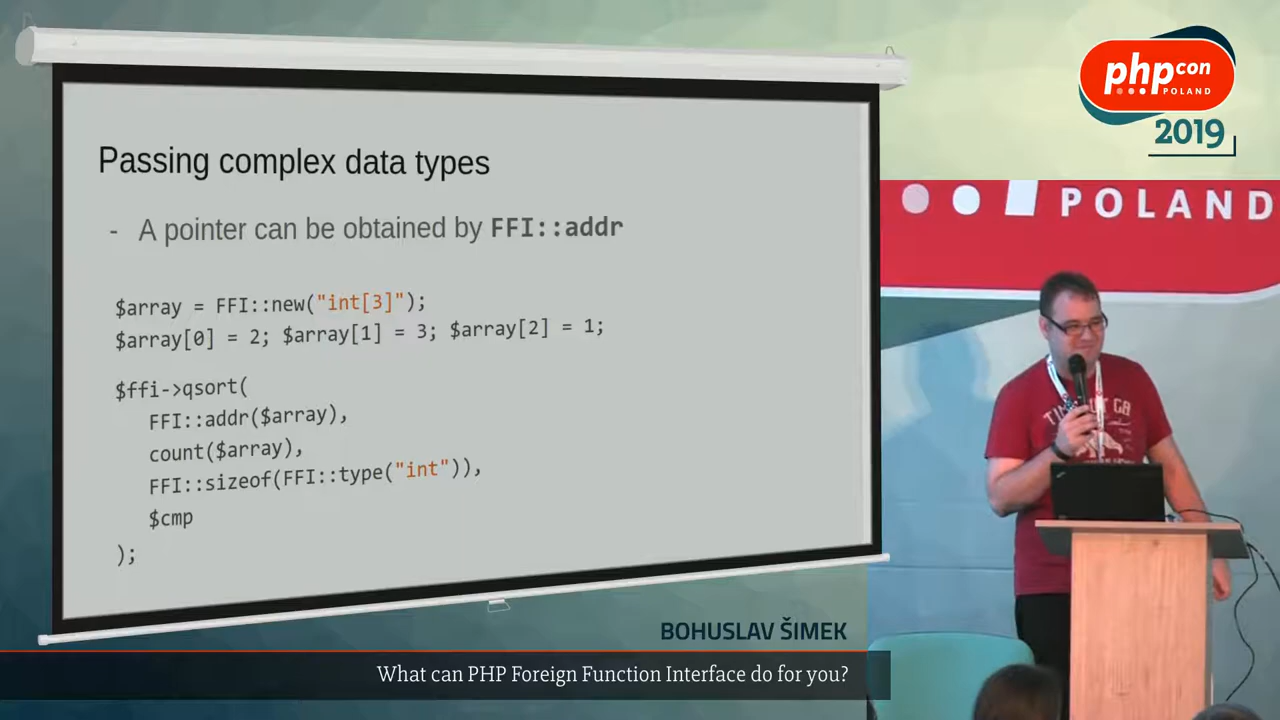 Passing complex data types
- A pointer can be obtained by FFI::addr
$array = FFI::new("int[3]");
$array[0] = 2; $array[1] = 3; $array[2] = 1;
$ffi->qsort(
FFI::addr($array),
count($array),
FFI::sizeof(FFI::type("int")),
$cmp
);
phpcon
POLAND
2019
POLAND
BOHUSLAV ŠIMEK
What can PHP Foreign Function Interface do for you?